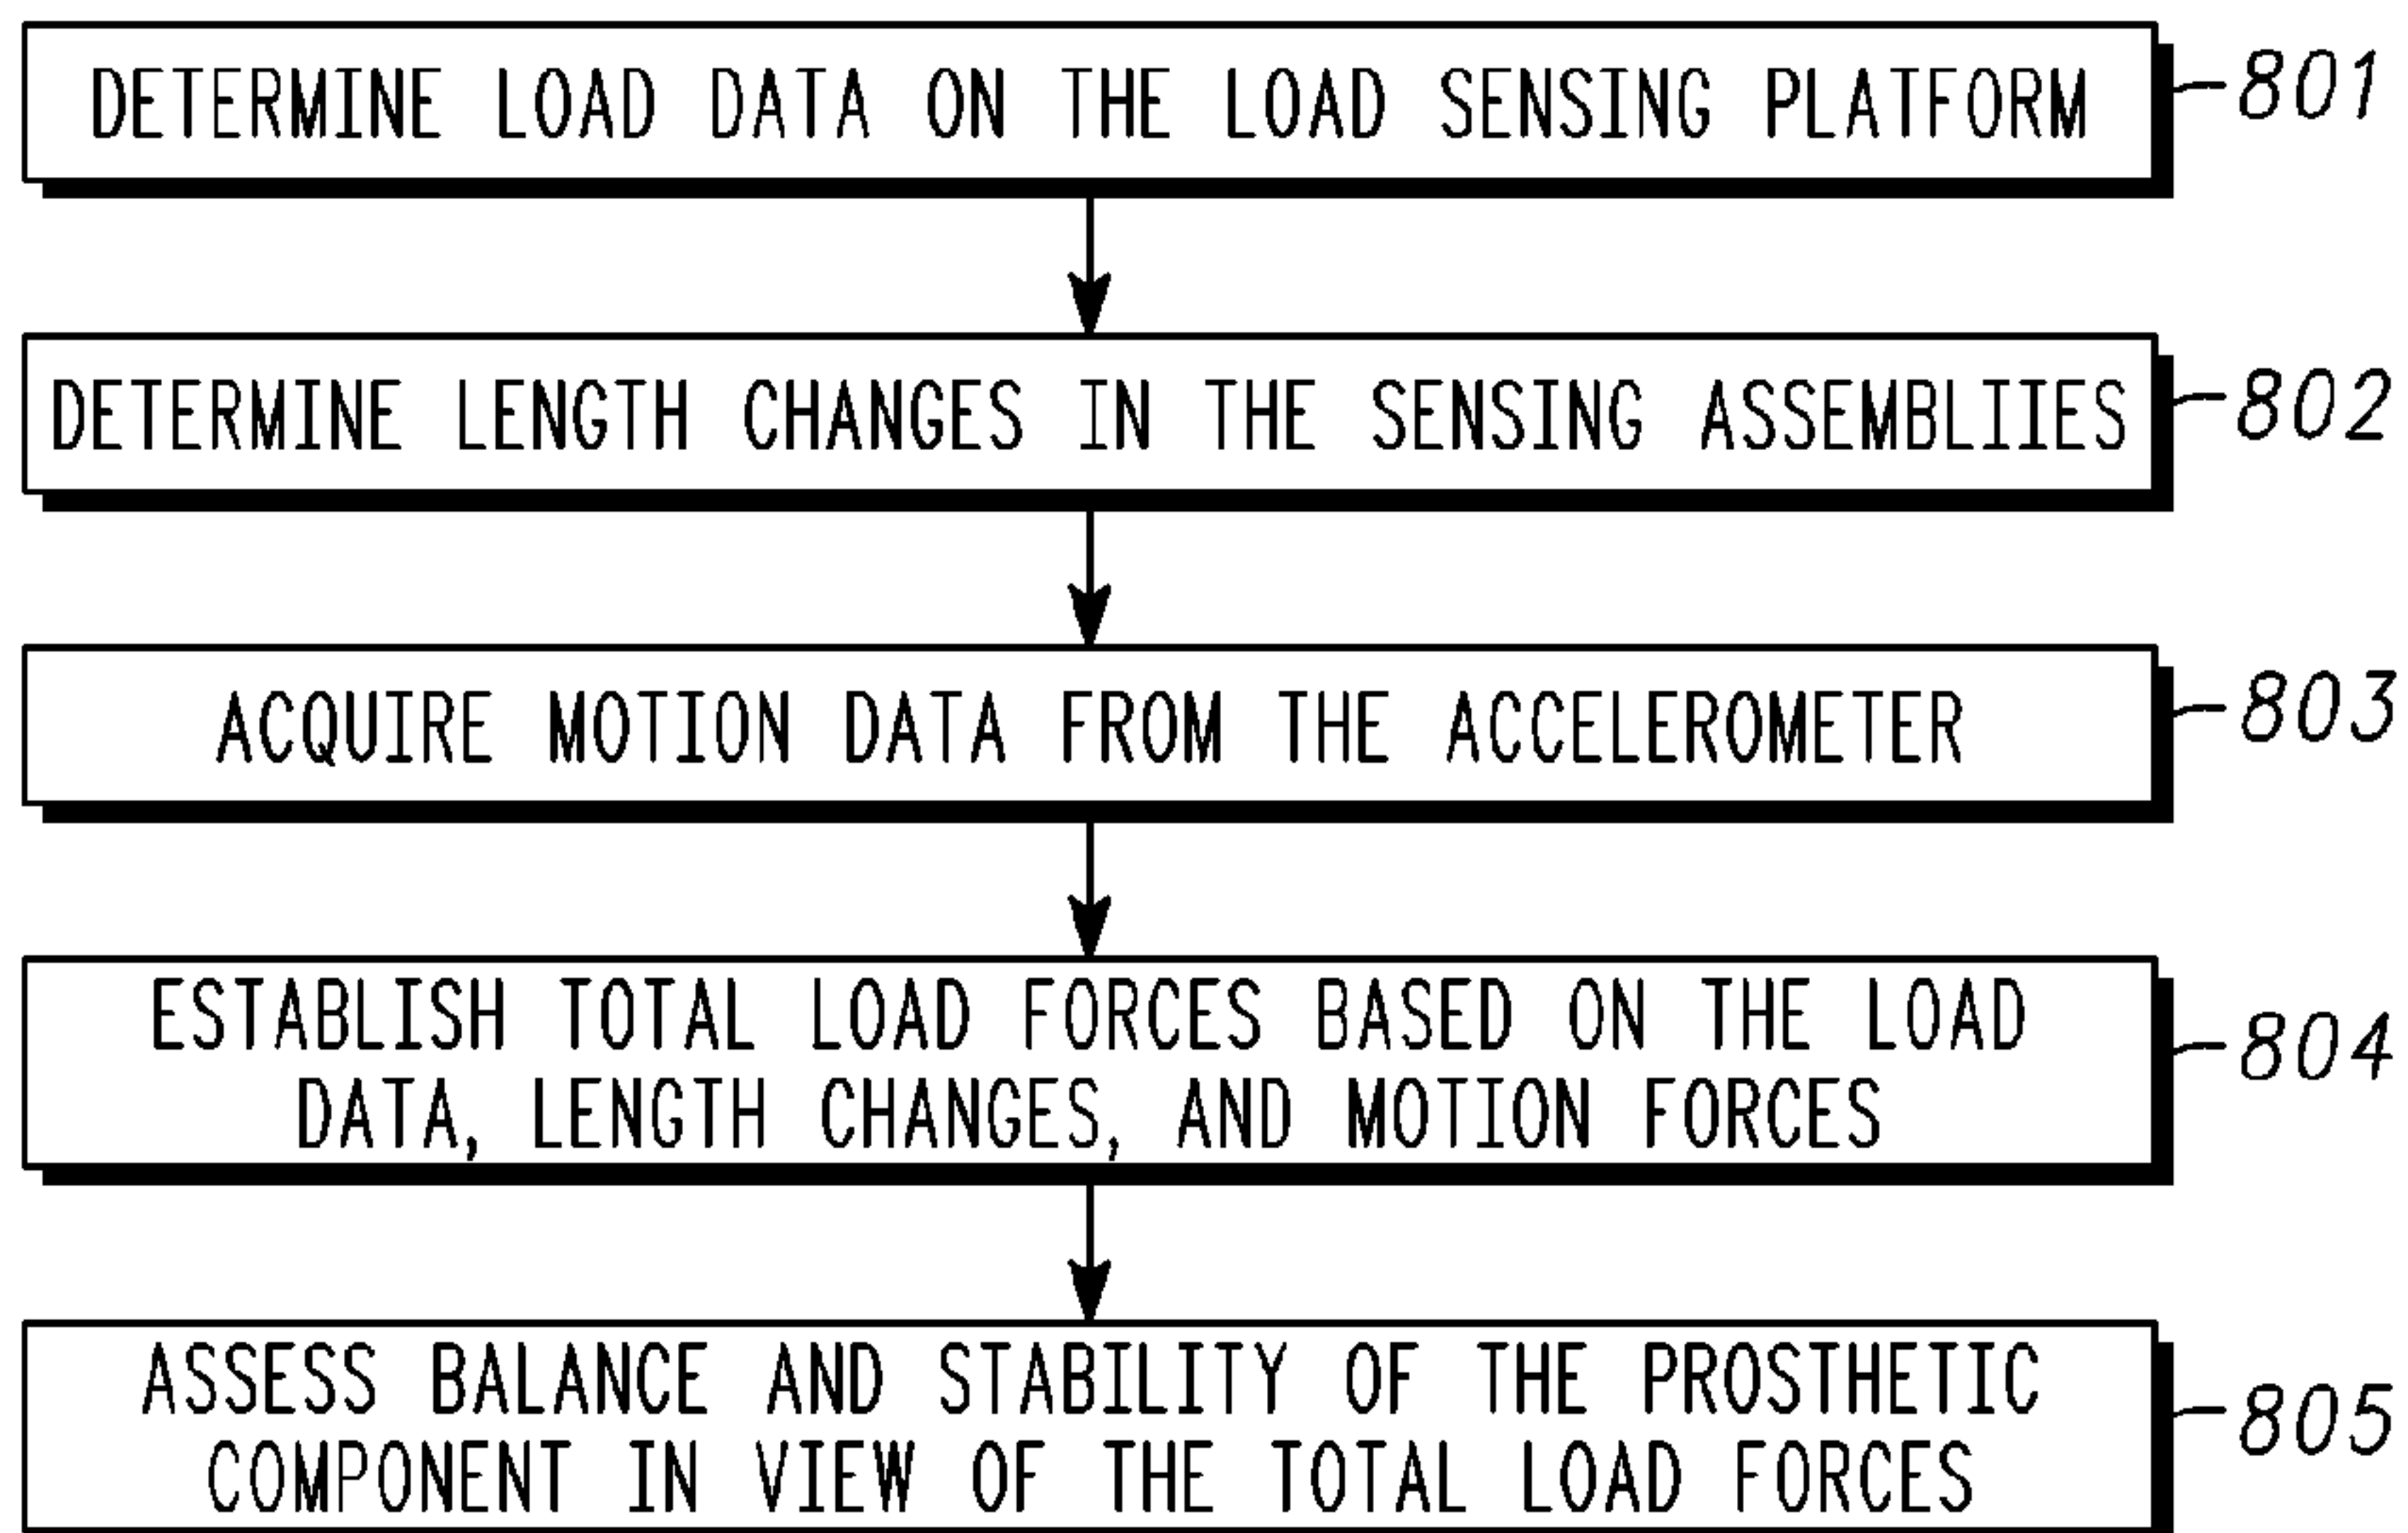 DETERMINE LOAD DATA ON THE LOAD SENSING PLATFORM 801
DETERMINE LENGTH CHANGES IN THE SENSING ASSEMBLIIES 802
ACQUIRE MOTION DATA FROM THE ACCELEROMETER 803
ESTABLISH TOTAL LOAD FORCES BASED ON THE LOAD
DATA, LENGTH CHANGES, AND MOTION FORCES 804
ASSESS BALANCE AND STABILITY OF THE PROSTHETIC
COMPONENT IN VIEW OF THE TOTAL LOAD FORCES 805